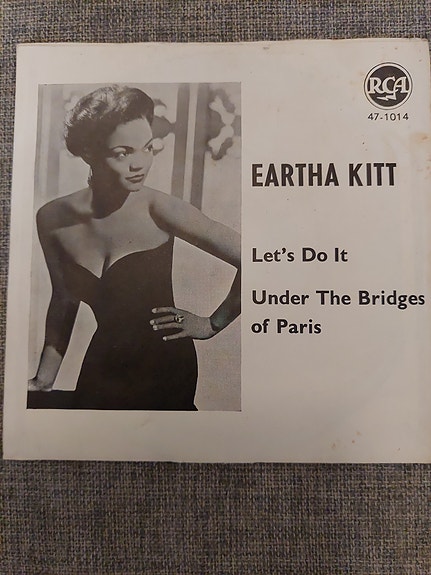 RCA
47-1014
EARTHA KITT
Let's Do It
Under The Bridges
of Paris